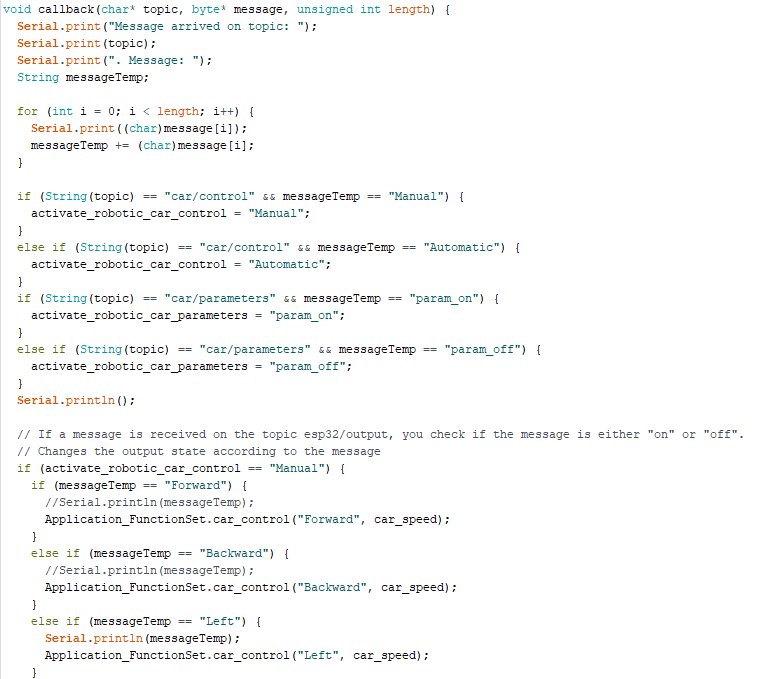 void callback(char* topic, byte* message, unsigned int length) {
  Serial.print("Message arrived on topic: ");
  Serial.print(topic);
  Serial.print(". Message: ");
  String messageTemp;

  for (int i = 0; i < length; i++) {
    Serial.print((char)message[i]);
    messageTemp += (char)message[i];
  }

  if (String(topic) == "car/control" && messageTemp == "Manual") {
    activate_robotic_car_control = "Manual";
  }
  else if (String(topic) == "car/control" && messageTemp == "Automatic") {
    activate_robotic_car_control = "Automatic";
  }
  if (String(topic) == "car/parameters" && messageTemp == "param_on") {
    activate_robotic_car_parameters = "param_on";
  }
  else if (String(topic) == "car/parameters" && messageTemp == "param_off") {
    activate_robotic_car_parameters = "param_off";
  }
  Serial.println();

  // If a message is received on the topic esp32/output, you check if the message is either "on" or "off".
  // Changes the output state according to the message
  if (activate_robotic_car_control == "Manual") {
    if (messageTemp == "Forward") {
      //Serial.println(messageTemp);
      Application_FunctionSet.car_control("Forward", car_speed);
    }
    else if (messageTemp == "Backward") {
      //Serial.println(messageTemp);
      Application_FunctionSet.car_control("Backward", car_speed);
    }
    else if (messageTemp == "Left") {
      Serial.println(messageTemp);
      Application_FunctionSet.car_control("Left", car_speed);
    }